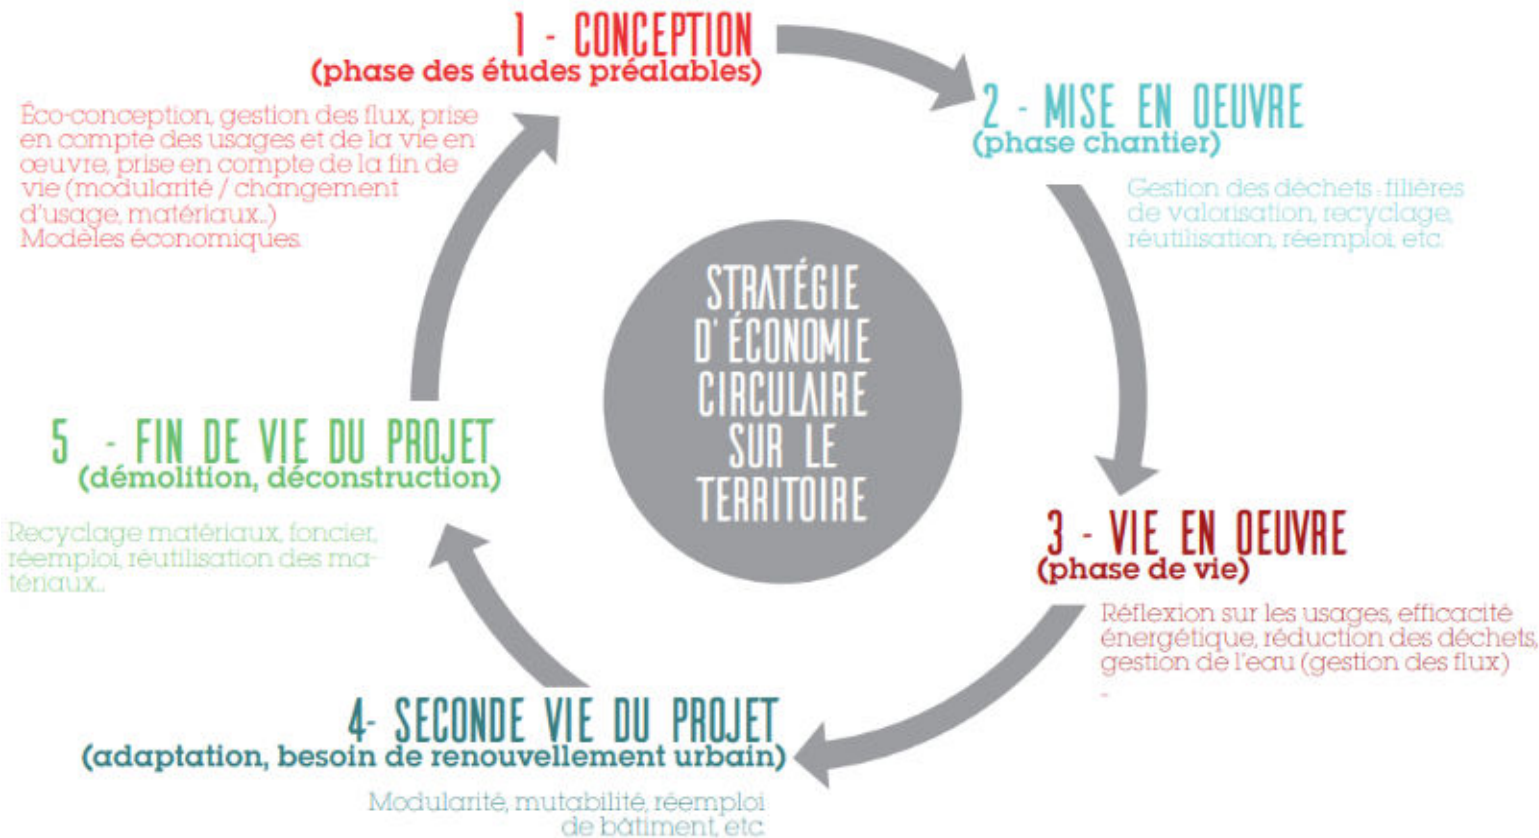 1 - CONCEPTION
(phase des études préalables)
Éco-conception, gestion des flux, prise
en compte des usages et de la vie en
œuvre, prise en compte de la fin de
vie (modularité / changement
d'usage, matériaux..)
Modèles économiques.
2 - MISE EN OEUVRE
(phase chantier)
Gestion des déchets : filières
de valorisation, recyclage,
réutilisation, réemploi, etc.
STRATÉGIE
D'ÉCONOMIE
CIRCULAIRE
SUR LE
TERRITOIRE
3 - VIE EN OEUVRE
(phase de vie)
Réflexion sur les usages, efficacité
énergétique, réduction des déchets,
gestion de l'eau (gestion des flux)
..
4- SECONDE VIE DU PROJET
(adaptation, besoin de renouvellement urbain)
Modularité, mutabilité, réemploi
de bâtiment, etc.
5 - FIN DE VIE DU PROJET
(démolition, déconstruction)
Recyclage matériaux, foncier,
réemploi, réutilisation des ma-
tériaux...